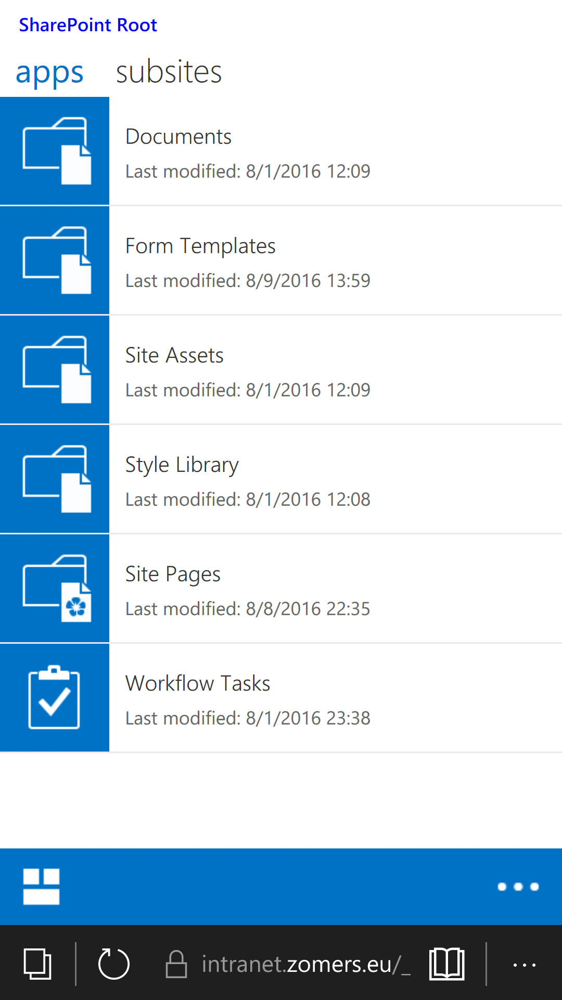 SharePoint Root
apps subsites
Documents
Last modified: 8/1/2016 12:09
Form Templates
Last modified: 8/9/2016 13:59
Site Assets
Last modified: 8/1/2016 12:09
Style Library
Last modified: 8/1/2016 12:08
Site Pages
Last modified: 8/8/2016 22:35
Workflow Tasks
Last modified: 8/1/2016 23:38
intranet.zomers.eu/_